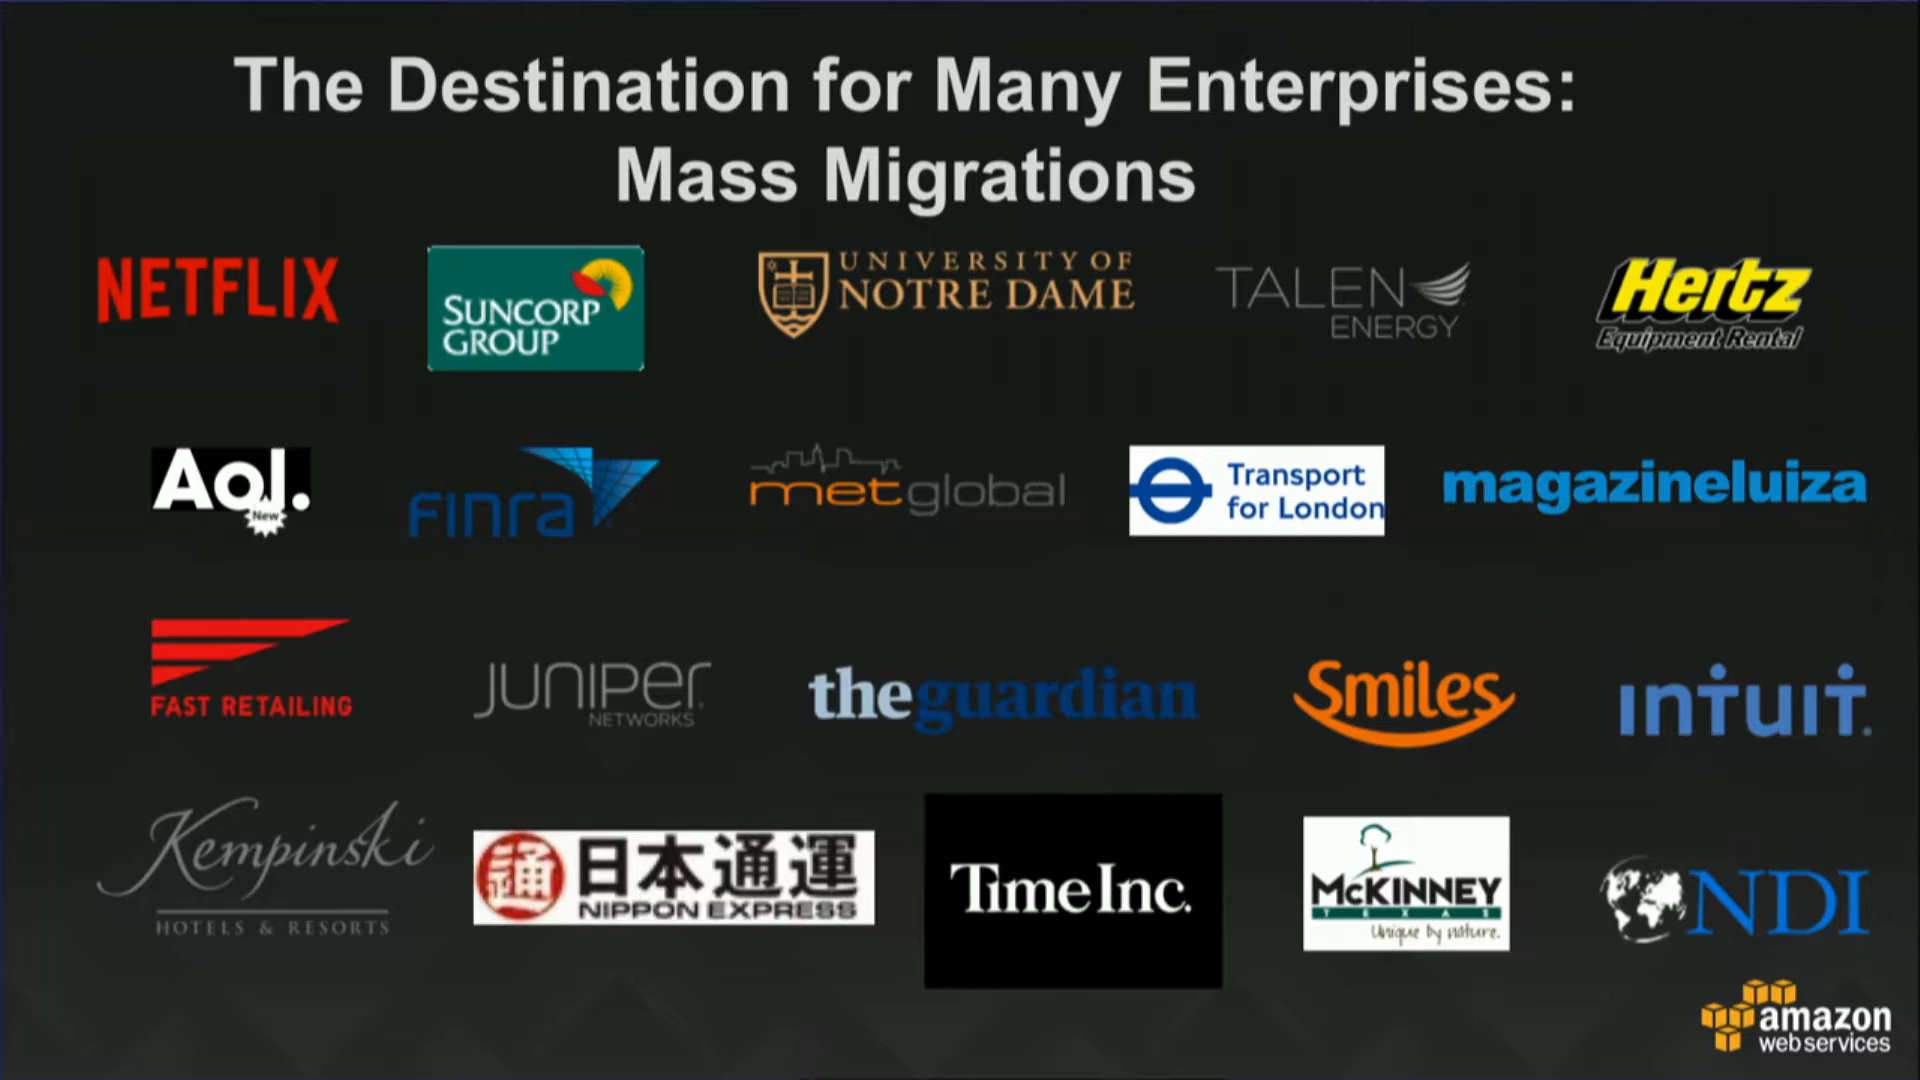 The Destination for Many Enterprises:
Mass Migrations
NETFLIX
SUNCORP
GROUP
UNIVERSITY OF
NOTRE DAME
TALEN
ENERGY
Hertz
Equipment Rental
Aol.
New
finra
metglobal
Transport
for London
magazineluiza
FAST RETAILING
JUNIPER
NETWORKS
theguardian
Smiles
intuit.
Kempinski
HOTELS & RESORTS
通
日本通運
NIPPON EXPRESS
Time Inc.
McKINNEY
TEXAS
Unique by nature.
NDI
amazon
web services